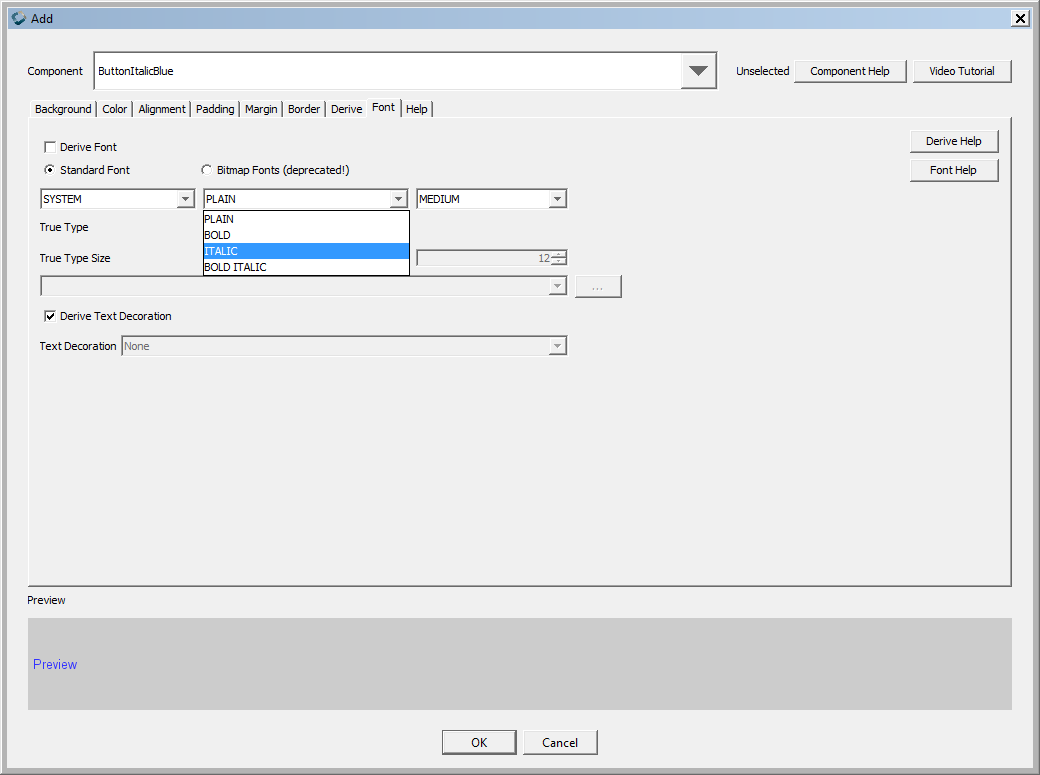 Add
Component ButtonItalicBlue Unselected Component Help Video Tutorial
Background Color Alignment Padding Margin Border Derive Font Help
Derive Font Derive Help
Standard Font Bitmap Fonts (deprecated!) Font Help
SYSTEM PLAIN MEDIUM
PLAIN
True Type
BOLD
ITALIC
True Type Size 12
BOLD ITALIC
...
Derive Text Decoration
Text Decoration None
Preview
Preview
OK Cancel